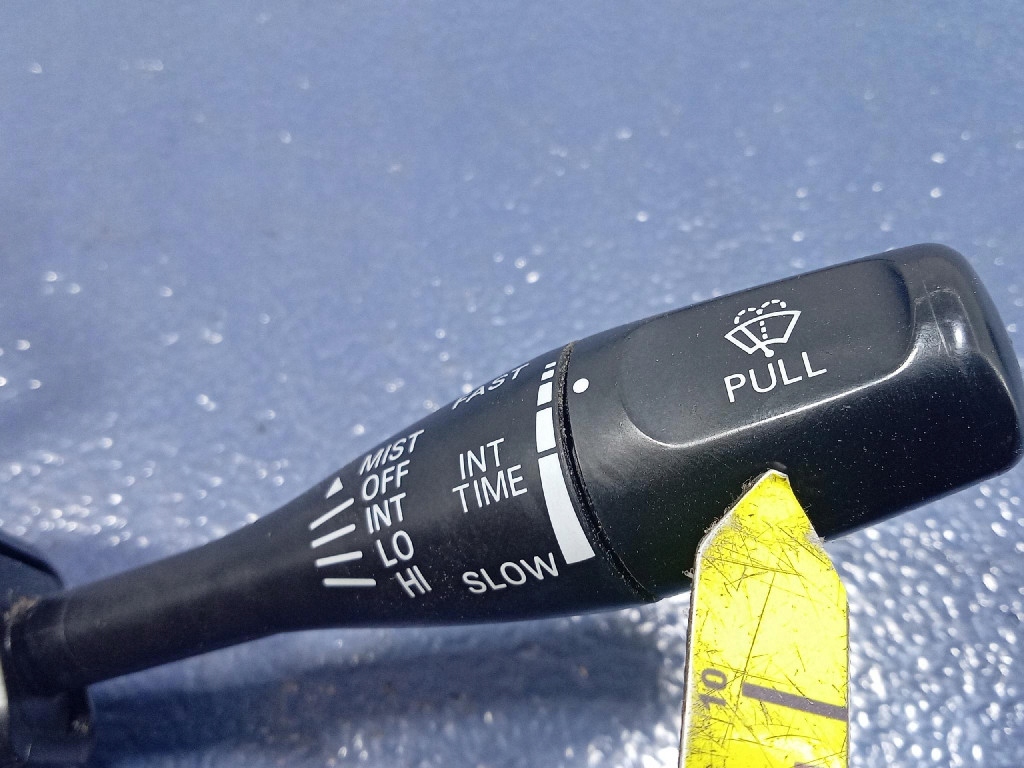 MIST
OFF
INT
LO
HI
FAST
INT
TIME
SLOW
PULL
10